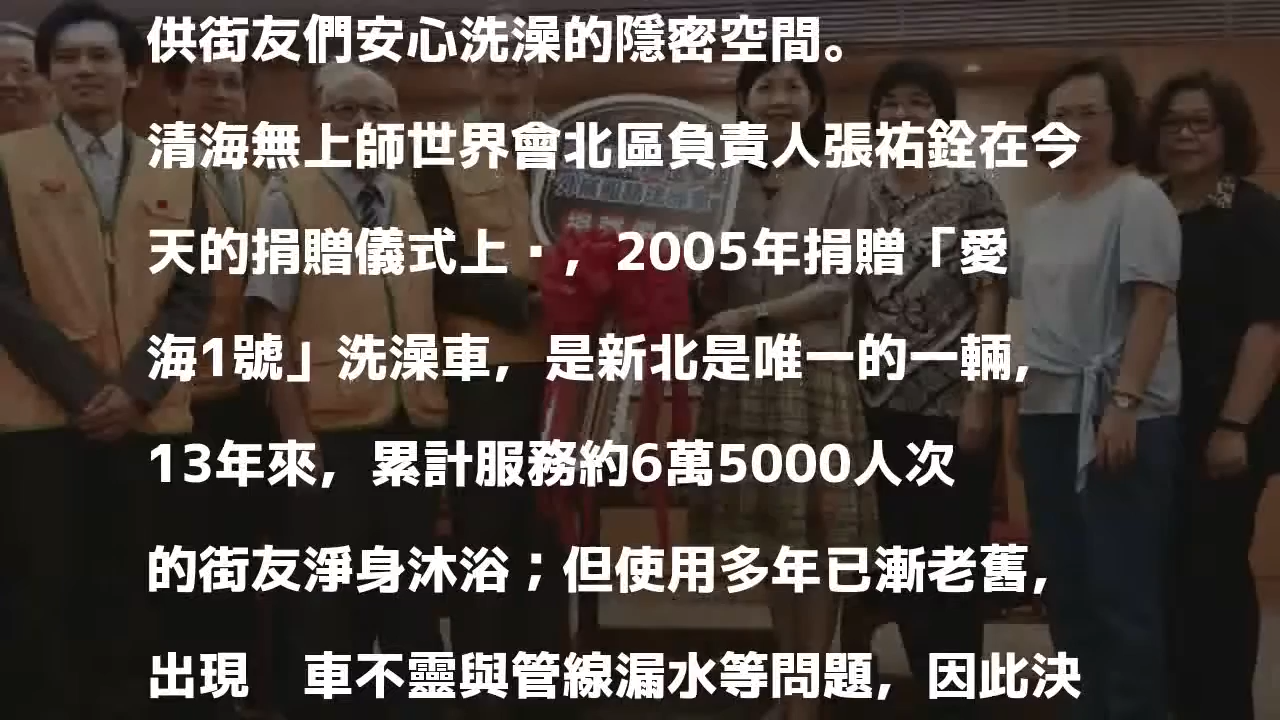 供街友們安心洗澡的隱密空間。
清海無上師世界會北區負責人張祐銓在今
天的捐贈儀式上·，2005年捐贈「愛
海1號」洗澡車，是新北是唯一的一輛，
13年來，累計服務約6萬5000人次
的街友淨身沐浴；但使用多年已漸老舊，
出現　車不靈與管線漏水等問題，因此決